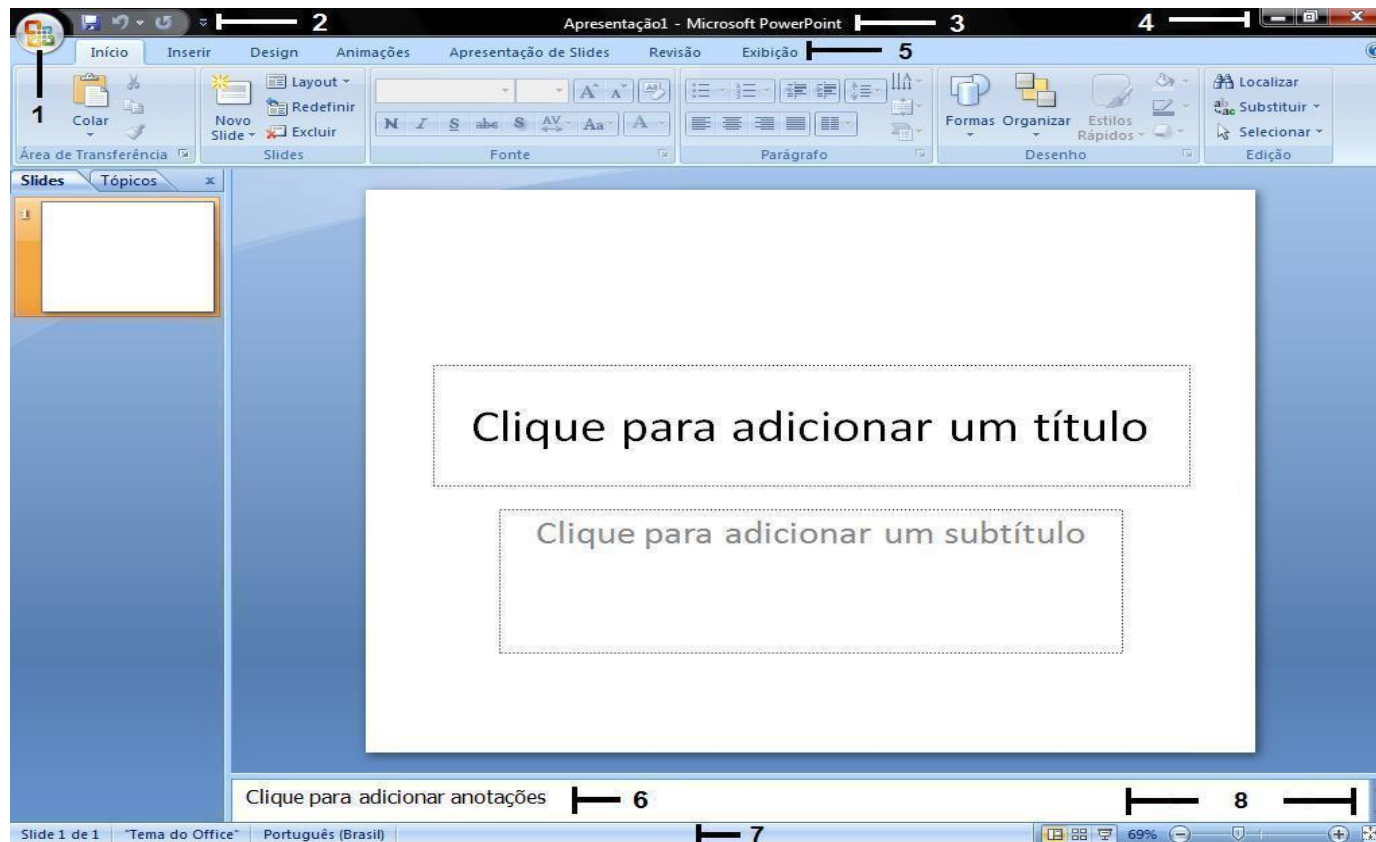 2
Apresentação1 - Microsoft PowerPoint
3
4
Início Inserir Design Animações Apresentação de Slides Revisão Exibição
5
1
Colar
Novo Slide
Layout
Redefinir
Excluir
N I S abc S AV Aa A
Formas Organizar Estilos Rápidos
Localizar
Substituir
Selecionar
Área de Transferência Slides Fonte Parágrafo Desenho Edição
Slides Tópicos x
1
Clique para adicionar um título
Clique para adicionar um subtítulo
Clique para adicionar anotações
6
8
Slide 1 de 1 "Tema do Office" Português (Brasil)
7
69%